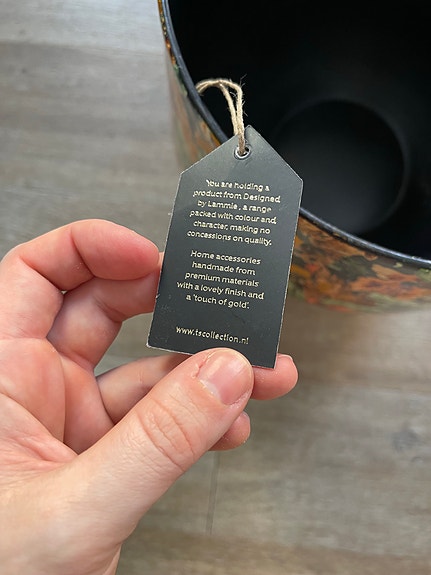 You are holding a
product from Designed
by Lammie, a range
packed with colour and
character, making no
concessions on quality.
Home accessories
handmade from
premium materials
with a lovely finish and
a 'touch of gold'.
www.tscollection.nl